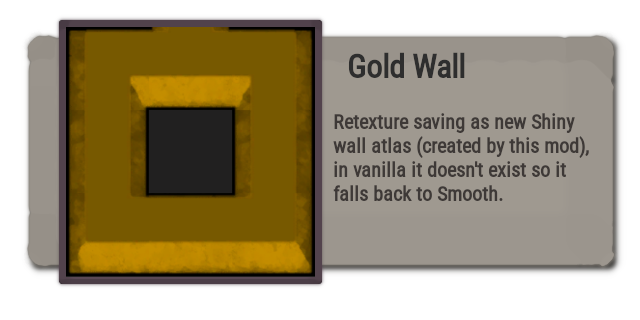 Gold Wall
Retexture saving as new Shiny
wall atlas (created by this mod),
in vanilla it doesn't exist so it
falls back to Smooth.